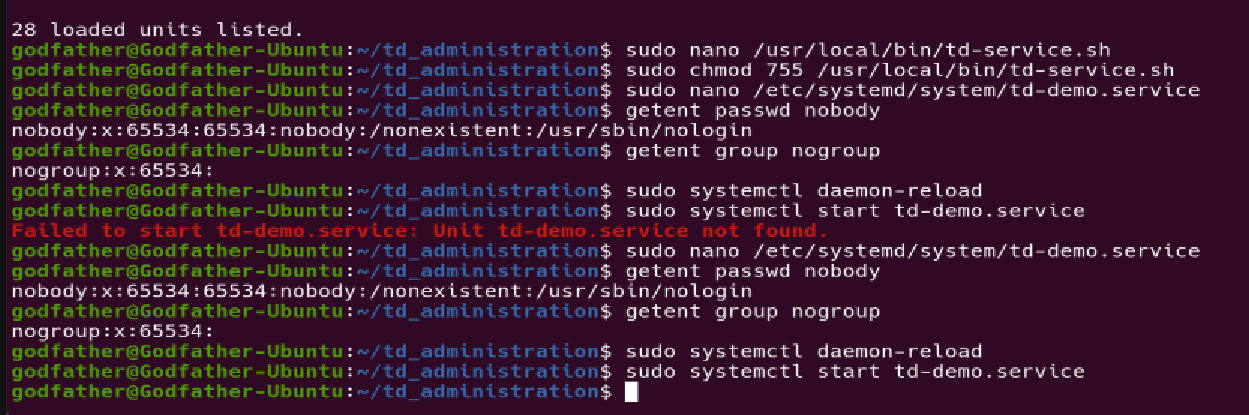 28 loaded units listed.
godfather@Godfather-Ubuntu:~/td_administration$ sudo nano /usr/local/bin/td-service.sh
godfather@Godfather-Ubuntu:~/td_administration$ sudo chmod 755 /usr/local/bin/td-service.sh
godfather@Godfather-Ubuntu:~/td_administration$ sudo nano /etc/systemd/system/td-demo.service
godfather@Godfather-Ubuntu:~/td_administration$ getent passwd nobody
nobody:x:65534:65534:nobody:/nonexistent:/usr/sbin/nologin
godfather@Godfather-Ubuntu:~/td_administration$ getent group nogroup
nogroup:x:65534:
godfather@Godfather-Ubuntu:~/td_administration$ sudo systemctl daemon-reload
godfather@Godfather-Ubuntu:~/td_administration$ sudo systemctl start td-demo.service
Failed to start td-demo.service: Unit td-demo.service not found.
godfather@Godfather-Ubuntu:~/td_administration$ sudo nano /etc/systemd/system/td-demo.service
godfather@Godfather-Ubuntu:~/td_administration$ getent passwd nobody
nobody:x:65534:65534:nobody:/nonexistent:/usr/sbin/nologin
godfather@Godfather-Ubuntu:~/td_administration$ getent group nogroup
nogroup:x:65534:
godfather@Godfather-Ubuntu:~/td_administration$ sudo systemctl daemon-reload
godfather@Godfather-Ubuntu:~/td_administration$ sudo systemctl start td-demo.service
godfather@Godfather-Ubuntu:~/td_administration$